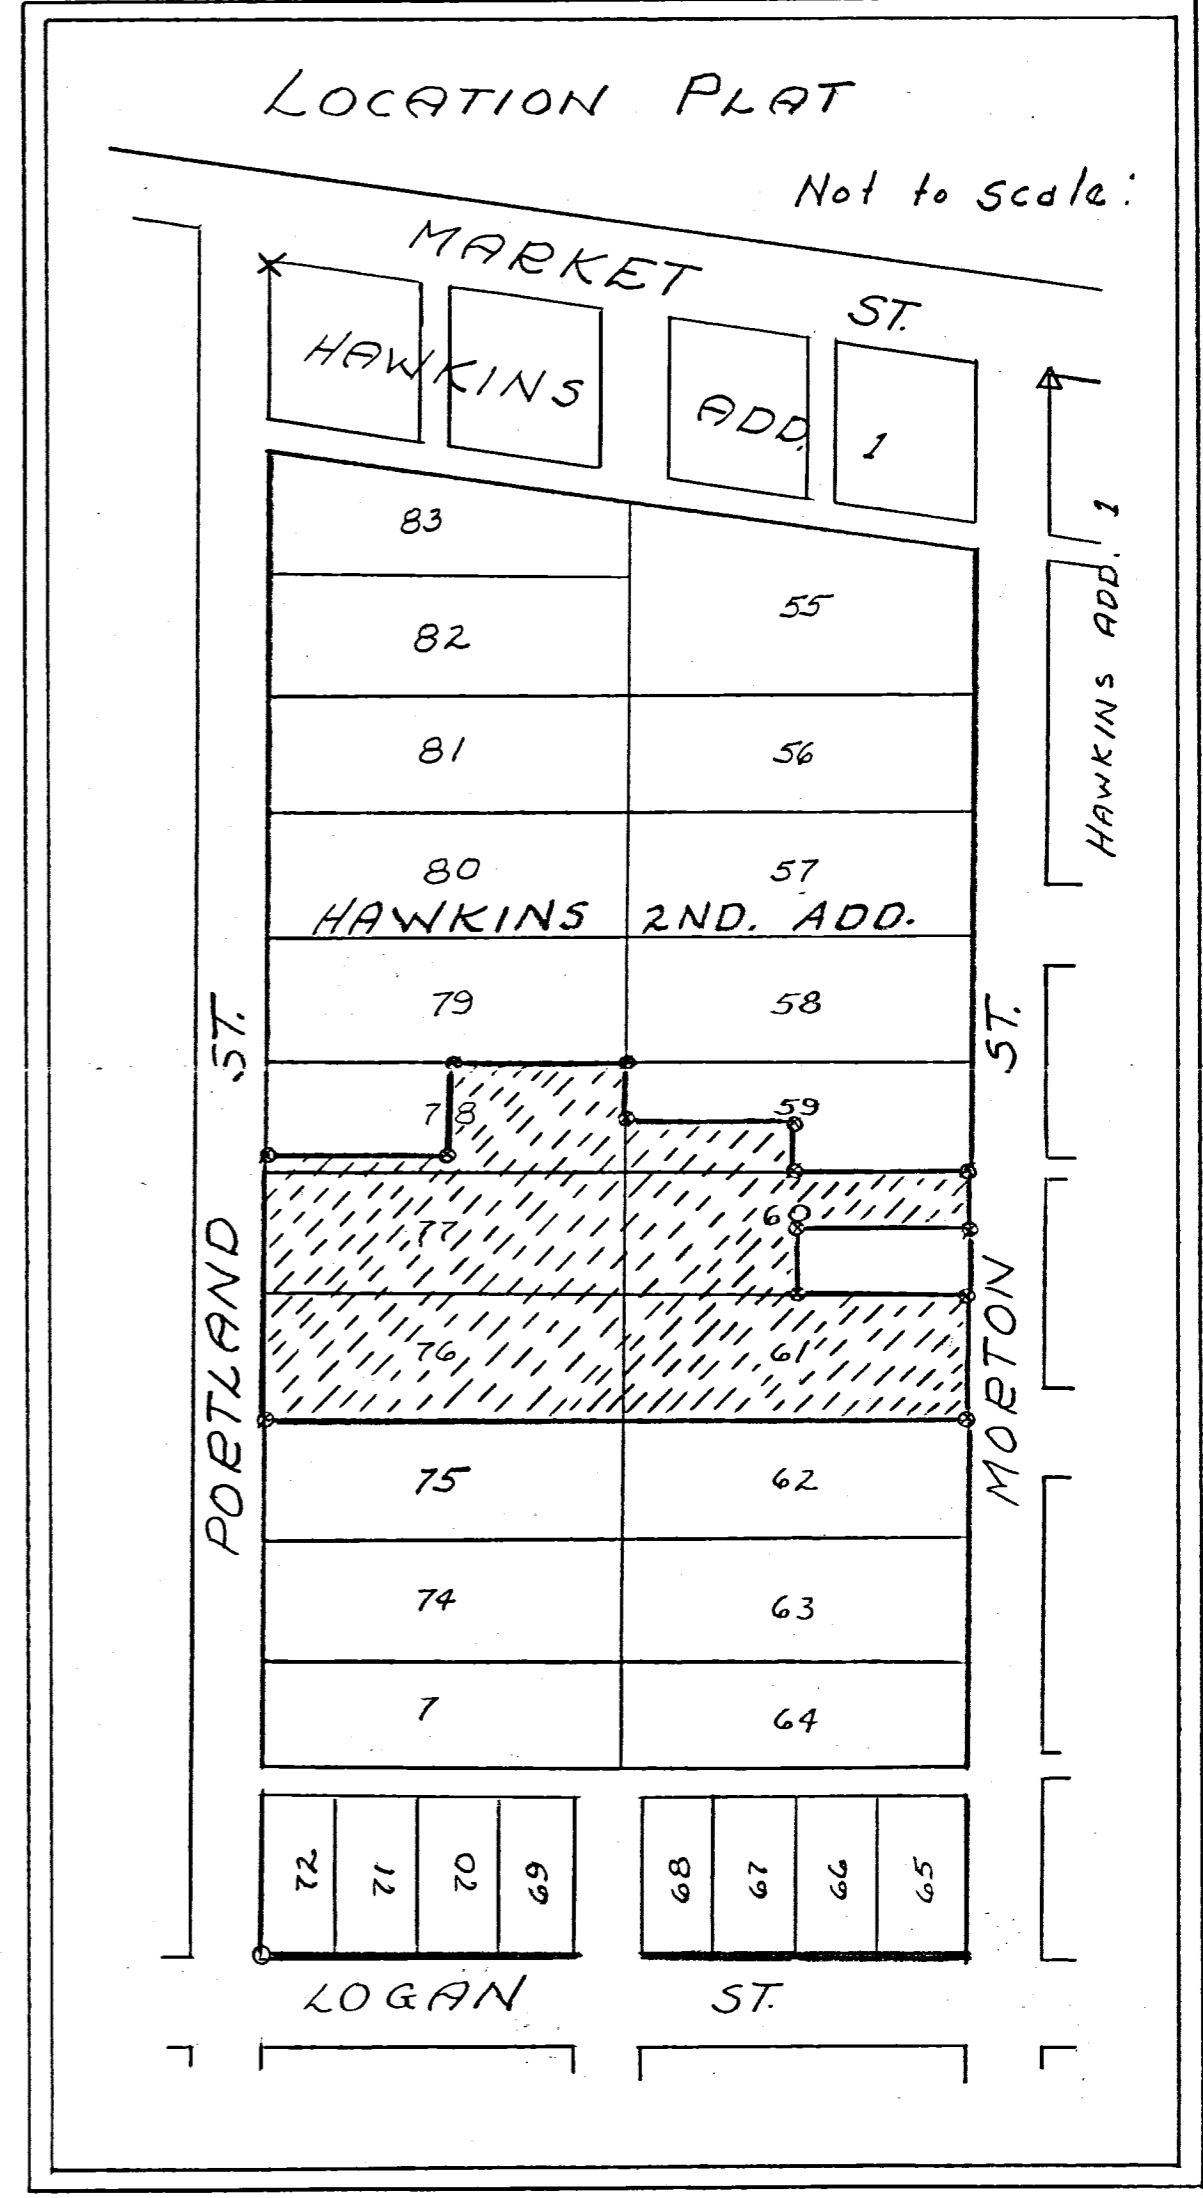 LOCATION PLAT
Not to scale:
MARKET ST.
HAWKINS ADD. 1
HAWKINS ADD. 1
83
55
82
81
56
80
57
HAWKINS 2ND. ADD.
79
58
78
59
77
60
76
61
75
62
74
63
7
64
PORTLAND ST.
MORTON ST.
72 71 70 69 68 67 66 65
LOGAN ST.